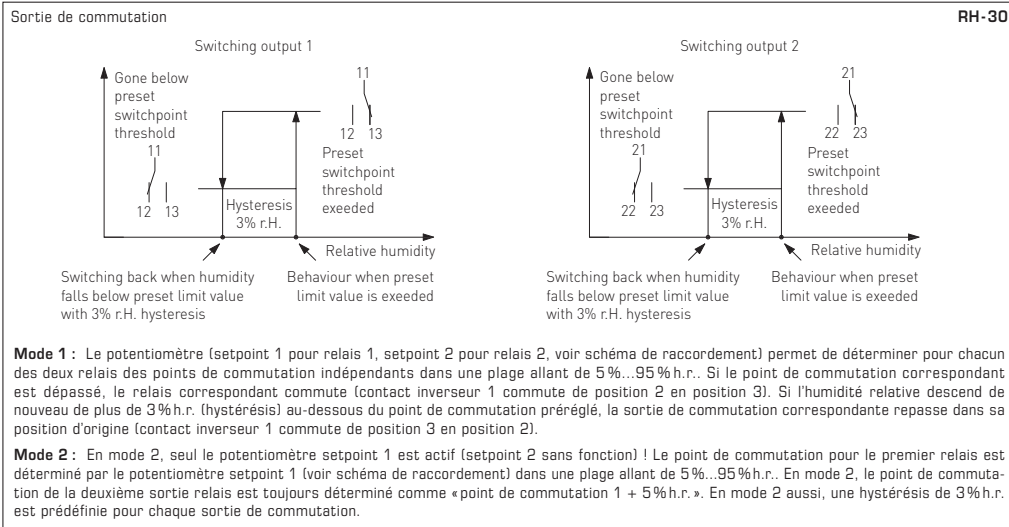 Sortie de commutation
RH-30
Switching output 1
Gone below
preset
switchpoint
threshold
11
12 13
11
12 13
Preset
switchpoint
threshold
exeeded
Hysteresis
3% r.H.
Relative humidity
Switching back when humidity
falls below preset limit value
with 3% r.H. hysteresis
Behaviour when preset
limit value is exeeded
Switching output 2
Gone below
preset
switchpoint
threshold
21
22 23
21
22 23
Preset
switchpoint
threshold
exeeded
Hysteresis
3% r.H.
Relative humidity
Switching back when humidity
falls below preset limit value
with 3% r.H. hysteresis
Behaviour when preset
limit value is exeeded
Mode 1 : Le potentiomètre (setpoint 1 pour relais 1, setpoint 2 pour relais 2, voir schéma de raccordement) permet de déterminer pour chacun
des deux relais des points de commutation indépendants dans une plage allant de 5 %...95 % h.r.. Si le point de commutation correspondant
est dépassé, le relais correspondant commute (contact inverseur 1 commute de position 2 en position 3). Si l'humidité relative descend de
nouveau de plus de 3 % h.r. (hystérésis) au-dessous du point de commutation préréglé, la sortie de commutation correspondante repasse dans sa
position d'origine (contact inverseur 1 commute de position 3 en position 2).
Mode 2 : En mode 2, seul le potentiomètre setpoint 1 est actif (setpoint 2 sans fonction) ! Le point de commutation pour le premier relais est
déterminé par le potentiomètre setpoint 1 (voir schéma de raccordement) dans une plage allant de 5 %...95 % h.r.. En mode 2, le point de commuta-
tion de la deuxième sortie relais est toujours déterminé comme « point de commutation 1 + 5 % h.r. ». En mode 2 aussi, une hystérésis de 3 % h.r.
est prédéfinie pour chaque sortie de commutation.